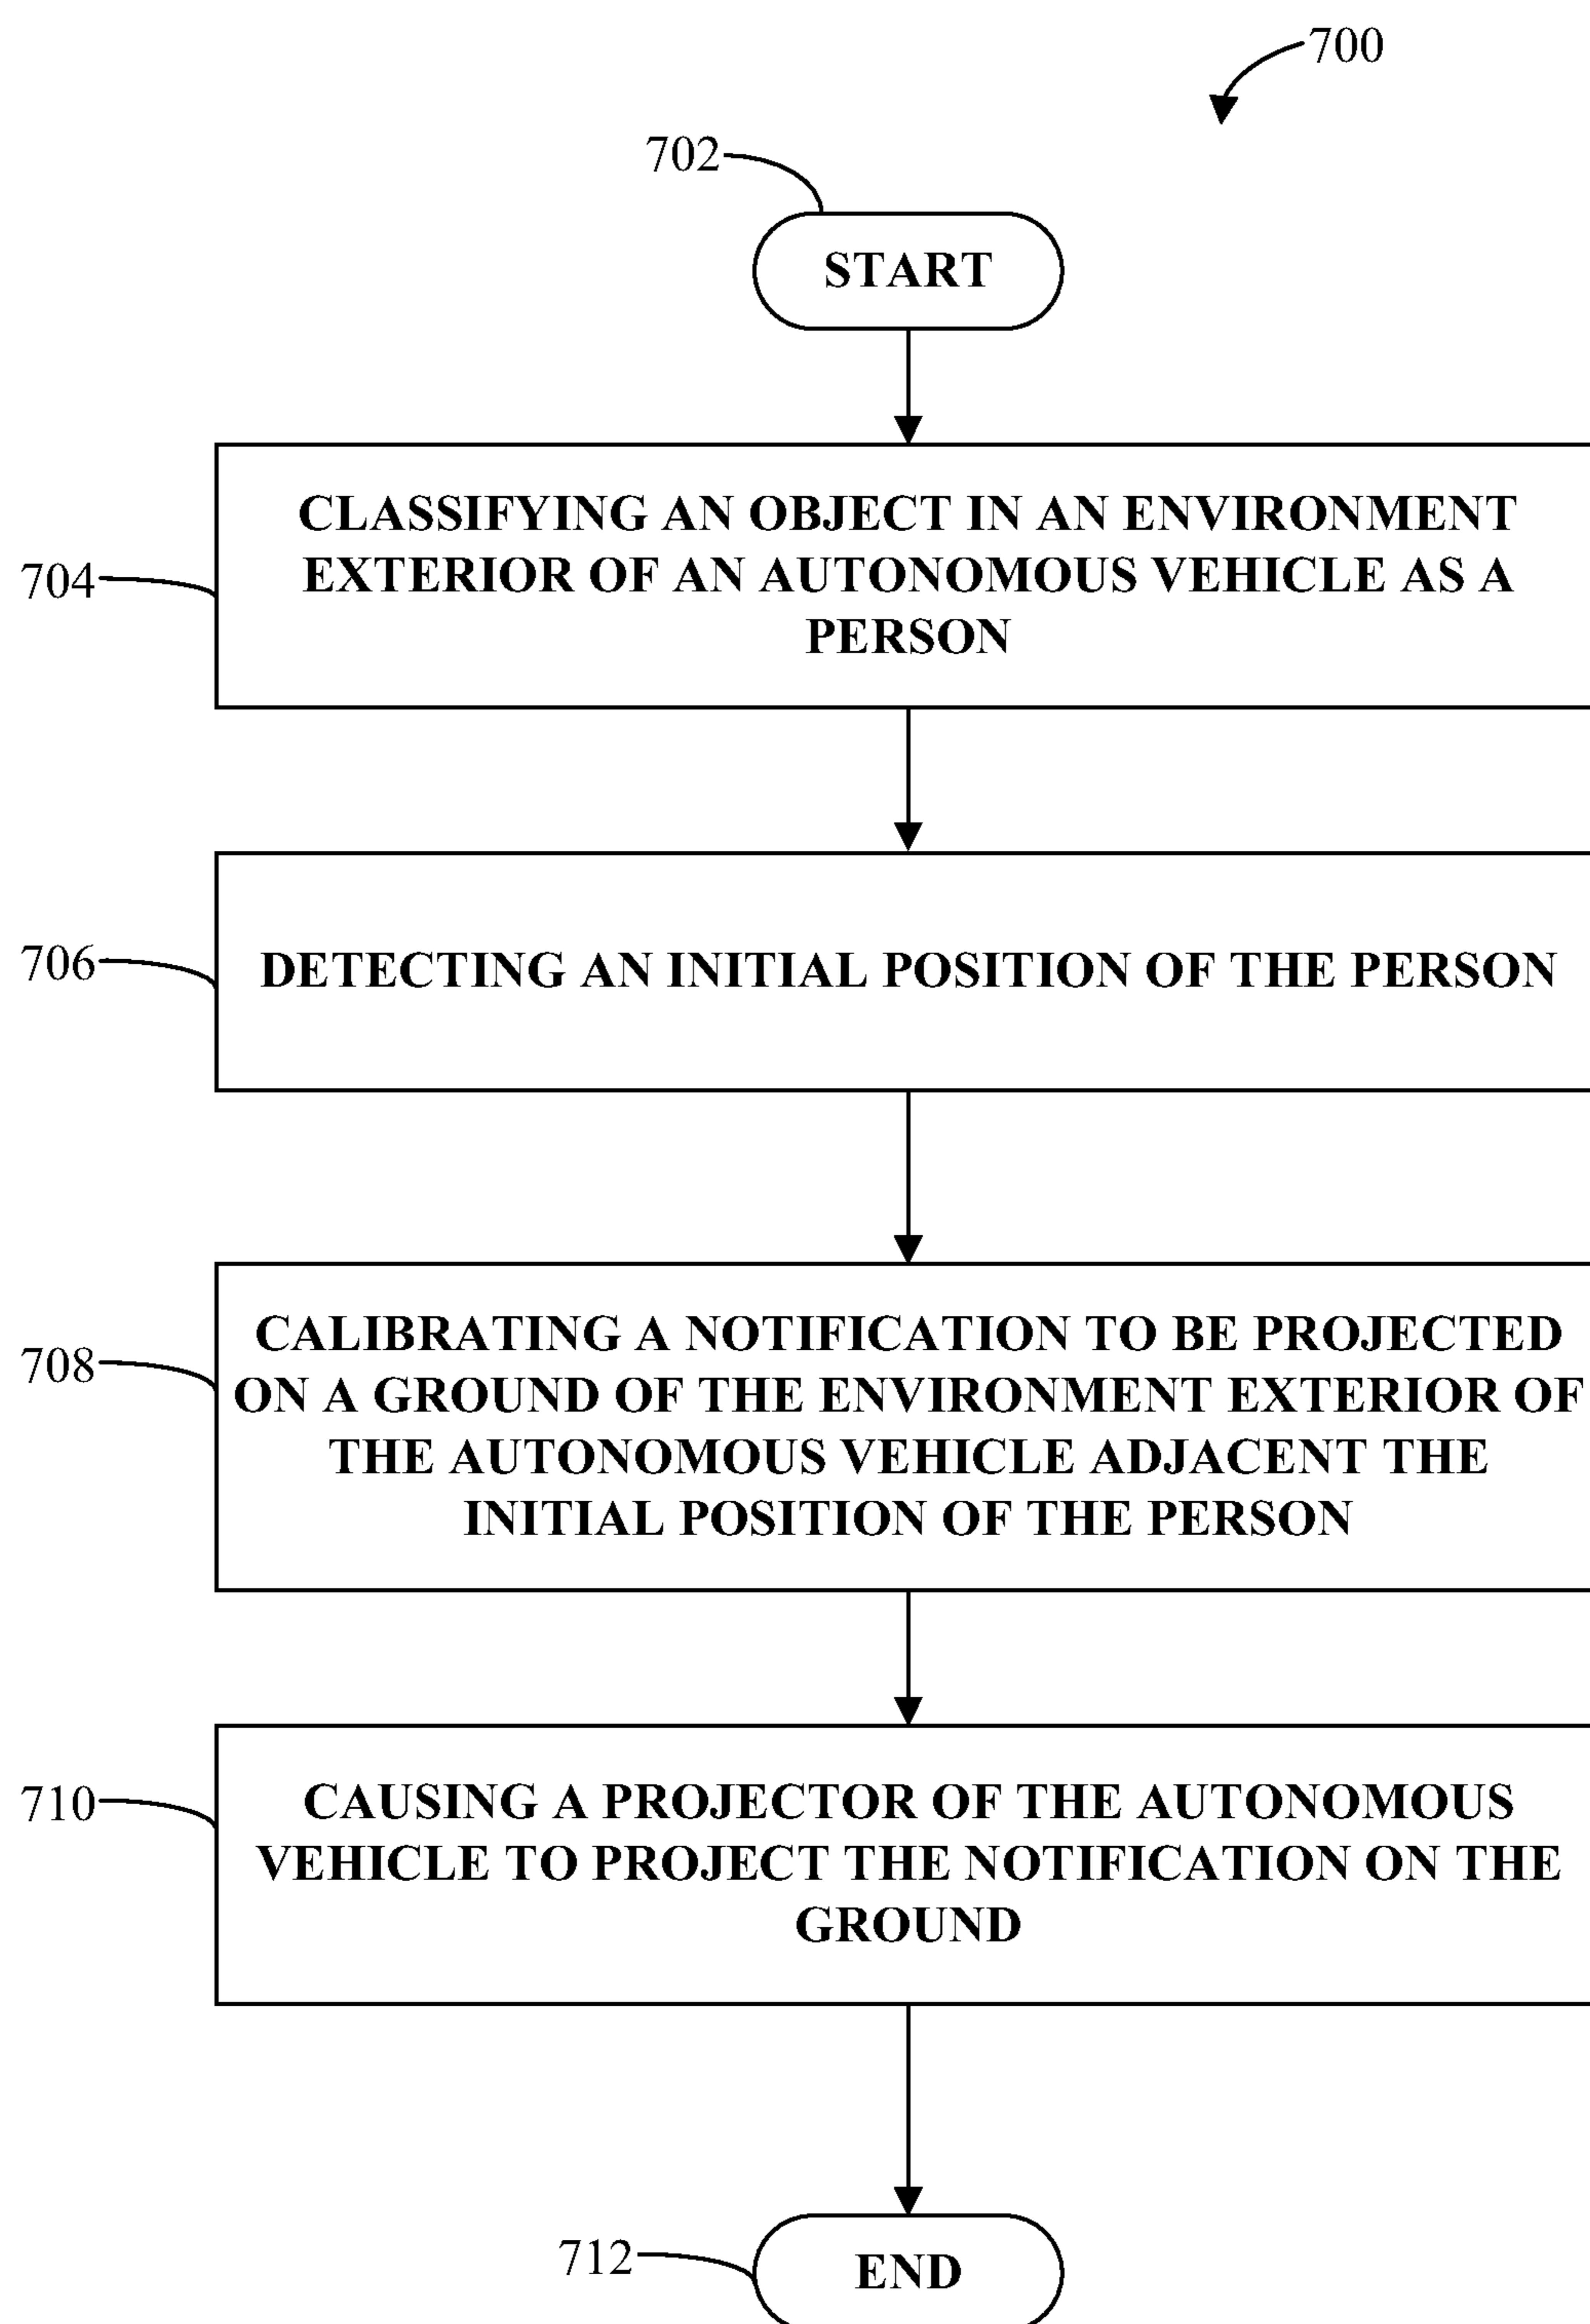 700
702
START
704
CLASSIFYING AN OBJECT IN AN ENVIRONMENT
EXTERIOR OF AN AUTONOMOUS VEHICLE AS A
PERSON
706
DETECTING AN INITIAL POSITION OF THE PERSON
708
CALIBRATING A NOTIFICATION TO BE PROJECTED
ON A GROUND OF THE ENVIRONMENT EXTERIOR OF
THE AUTONOMOUS VEHICLE ADJACENT THE
INITIAL POSITION OF THE PERSON
710
CAUSING A PROJECTOR OF THE AUTONOMOUS
VEHICLE TO PROJECT THE NOTIFICATION ON THE
GROUND
712
END